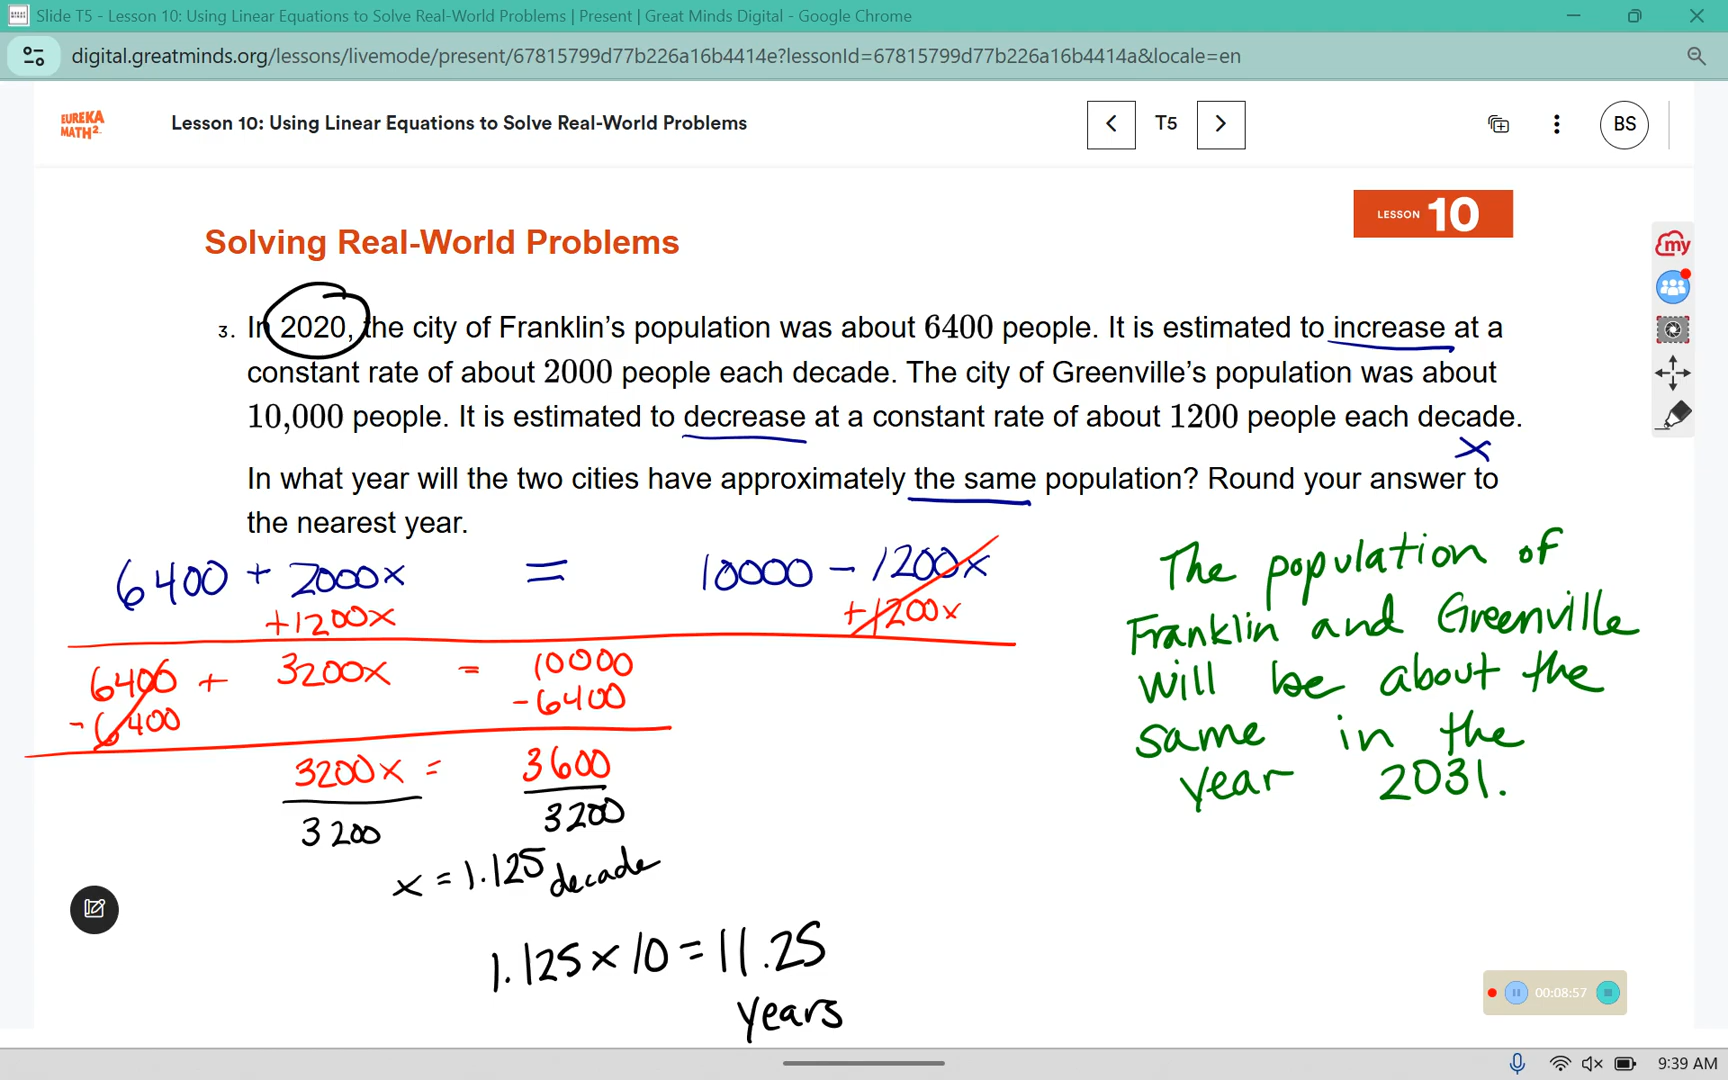 Slide T5 - Lesson 10: Using Linear Equations to Solve Real-World Problems | Present | Great Minds Digital - Google Chrome
digital.greatminds.org/lessons/livemode/present/67815799d77b226a16b4414e?lessonId=67815799d77b226a16b4414a&locale=en
EUREKA
MATH²
Lesson 10: Using Linear Equations to Solve Real-World Problems
T5
BS
LESSON 10
Solving Real-World Problems
3. In 2020, the city of Franklin's population was about 6400 people. It is estimated to increase at a
constant rate of about 2000 people each decade. The city of Greenville's population was about
10,000 people. It is estimated to decrease at a constant rate of about 1200 people each decade.
x
In what year will the two cities have approximately the same population? Round your answer to
the nearest year.
6400 + 2000x = 10000 - 1200x
+1200x +1200x
6400 + 3200x = 10000
-6400 -6400
3200x = 3600
3200 3200
x = 1.125 decade
1.125 x 10 = 11.25
years
The population of
Franklin and Greenville
will be about the
same in the
year 2031.
my
00:08:57
9:39 AM